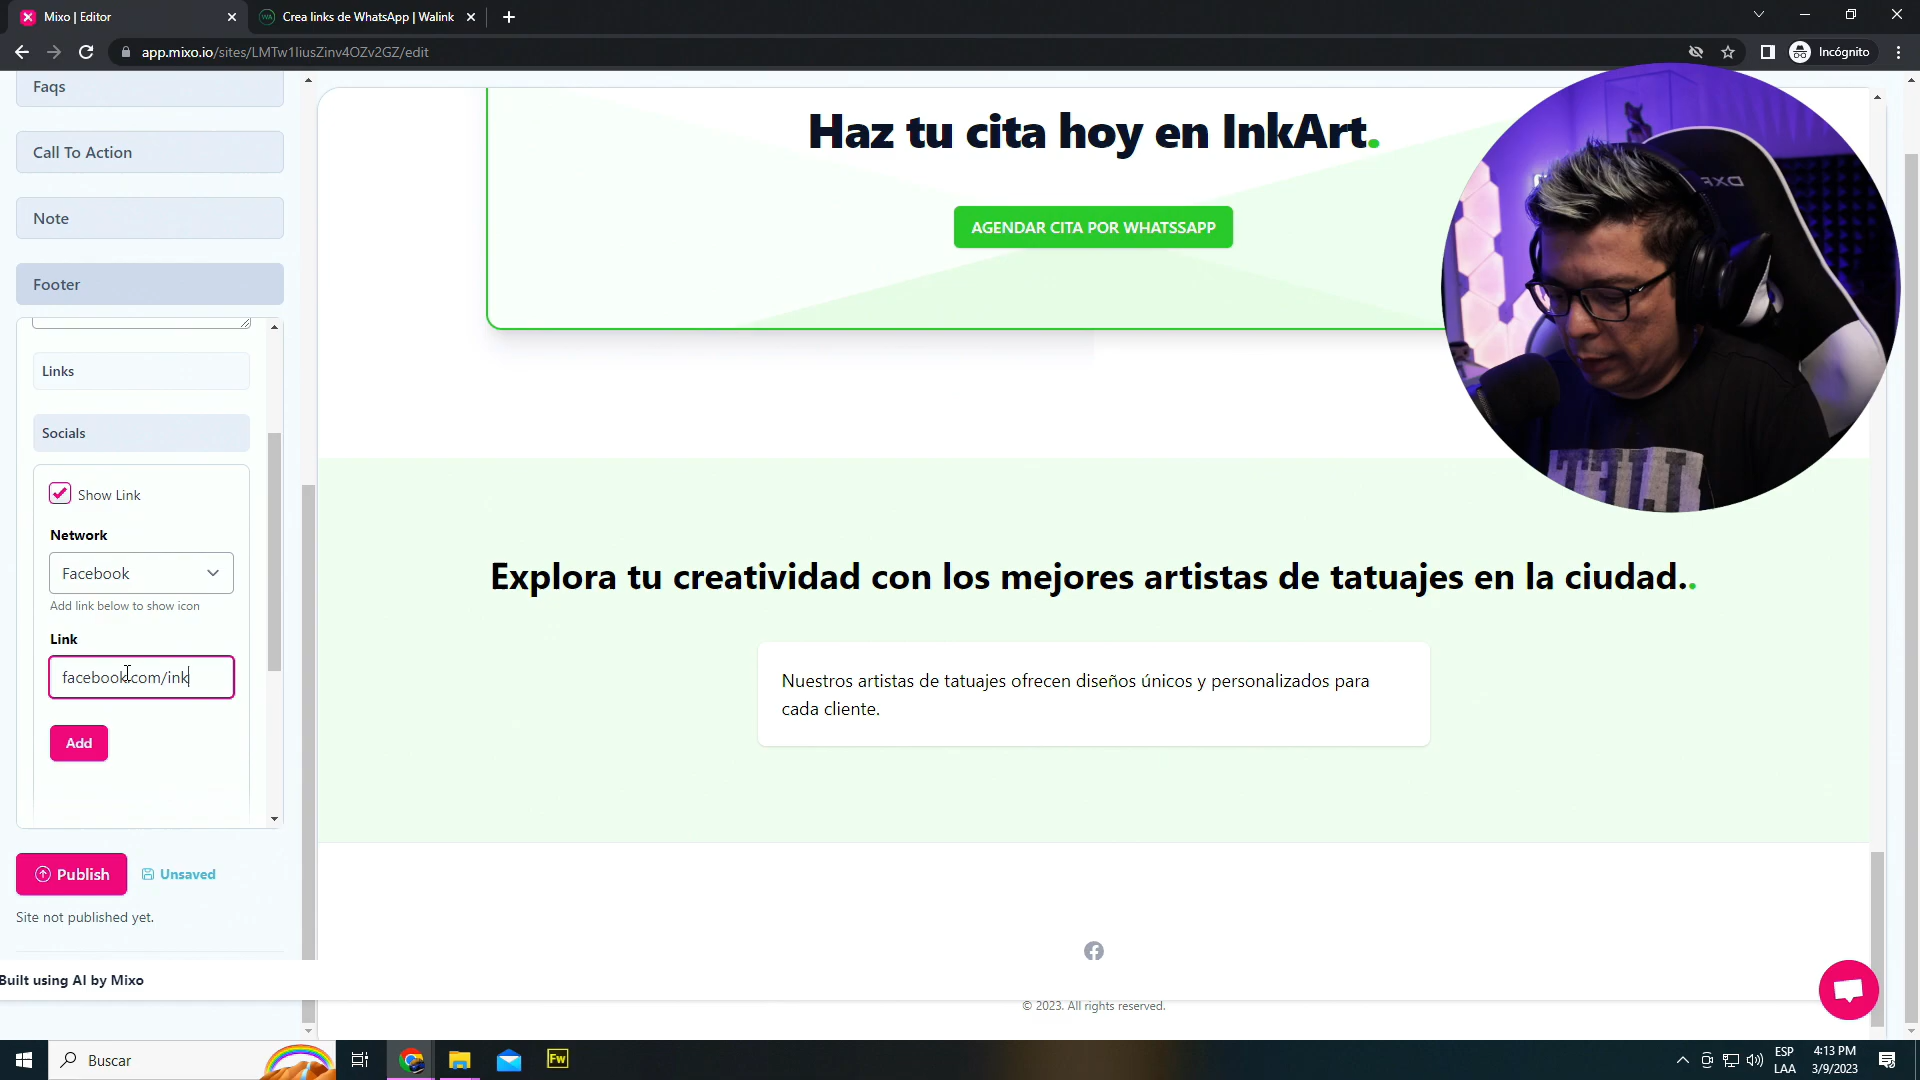 Mixo | Editor
Crea links de WhatsApp | Walink
app.mixo.io/sites/LMTw1IiusZinv4OZv2GZ/edit
Incógnito
Faqs
Call To Action
Note
Footer
Links
Socials
Show Link
Network
Facebook
Add link below to show icon
Link
facebook.com/ink
Add
Publish
Unsaved
Site not published yet.
Built using AI by Mixo
Haz tu cita hoy en InkArt.
AGENDAR CITA POR WHATSSAPP
Explora tu creatividad con los mejores artistas de tatuajes en la ciudad..
Nuestros artistas de tatuajes ofrecen diseños únicos y personalizados para
cada cliente.
© 2023. All rights reserved.
DXR
Buscar
Fw
ESP
LAA
4:13 PM
3/9/2023